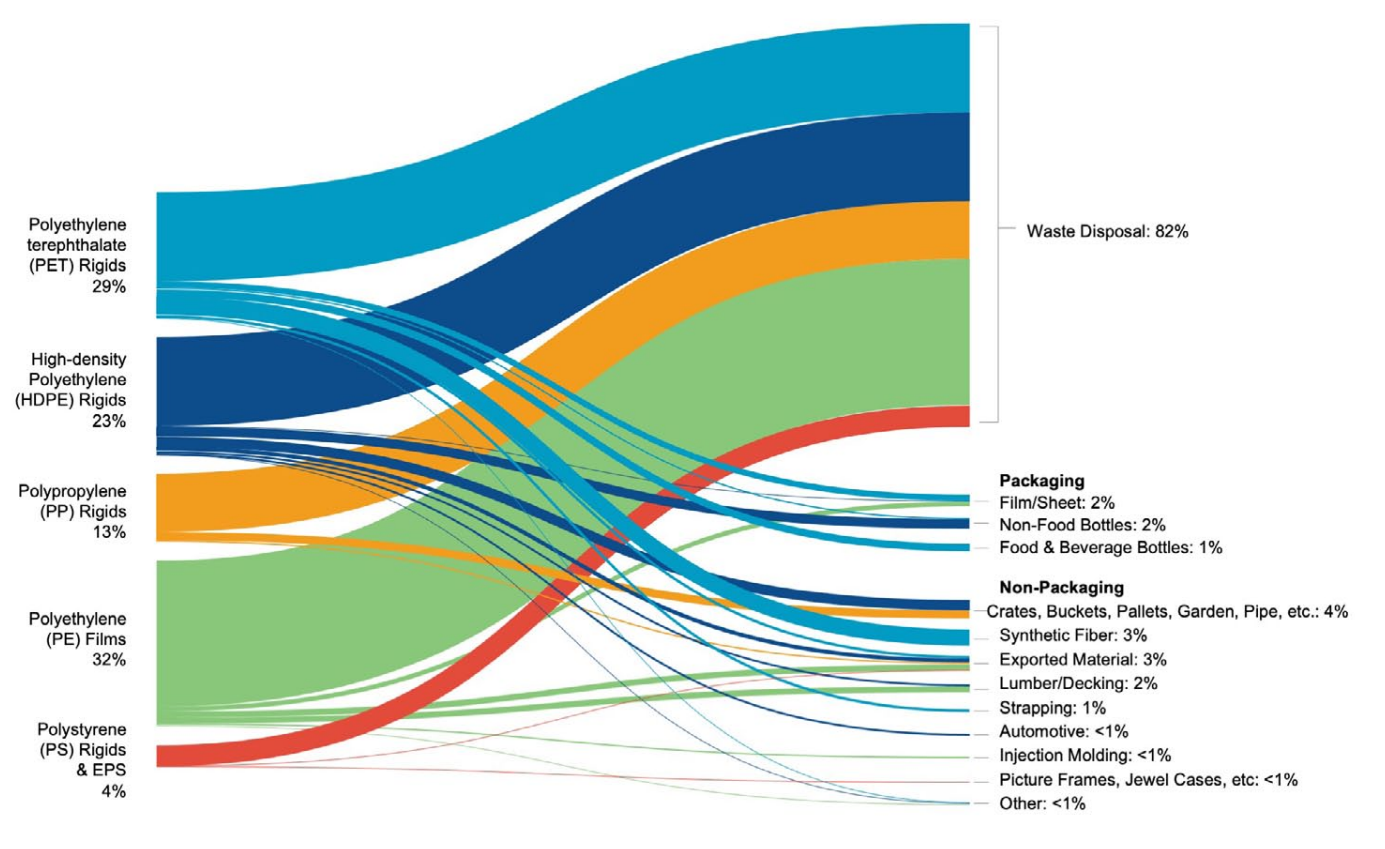 Polyethylene
terephthalate
(PET) Rigids
29%
High-density
Polyethylene
(HDPE) Rigids
23%
Polypropylene
(PP) Rigids
13%
Polyethylene
(PE) Films
32%
Polystyrene
(PS) Rigids
& EPS
4%
Waste Disposal: 82%
Packaging
Film/Sheet: 2%
Non-Food Bottles: 2%
Food & Beverage Bottles: 1%
Non-Packaging
Crates, Buckets, Pallets, Garden, Pipe, etc.: 4%
Synthetic Fiber: 3%
Exported Material: 3%
Lumber/Decking: 2%
Strapping: 1%
Automotive: <1%
Injection Molding: <1%
Picture Frames, Jewel Cases, etc: <1%
Other: <1%